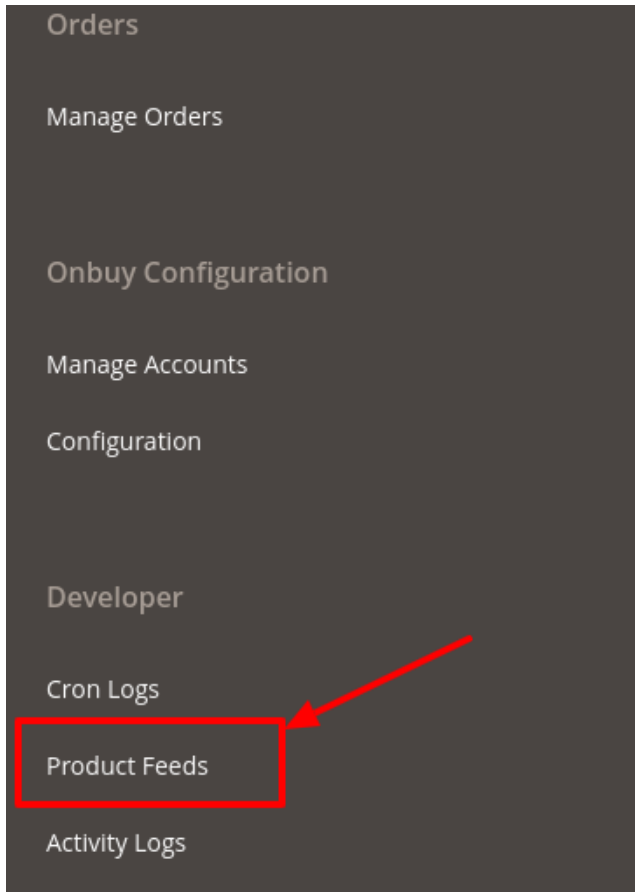 Orders
Manage Orders
Onbuy Configuration
Manage Accounts
Configuration
Developer
Cron Logs
Product Feeds
Activity Logs